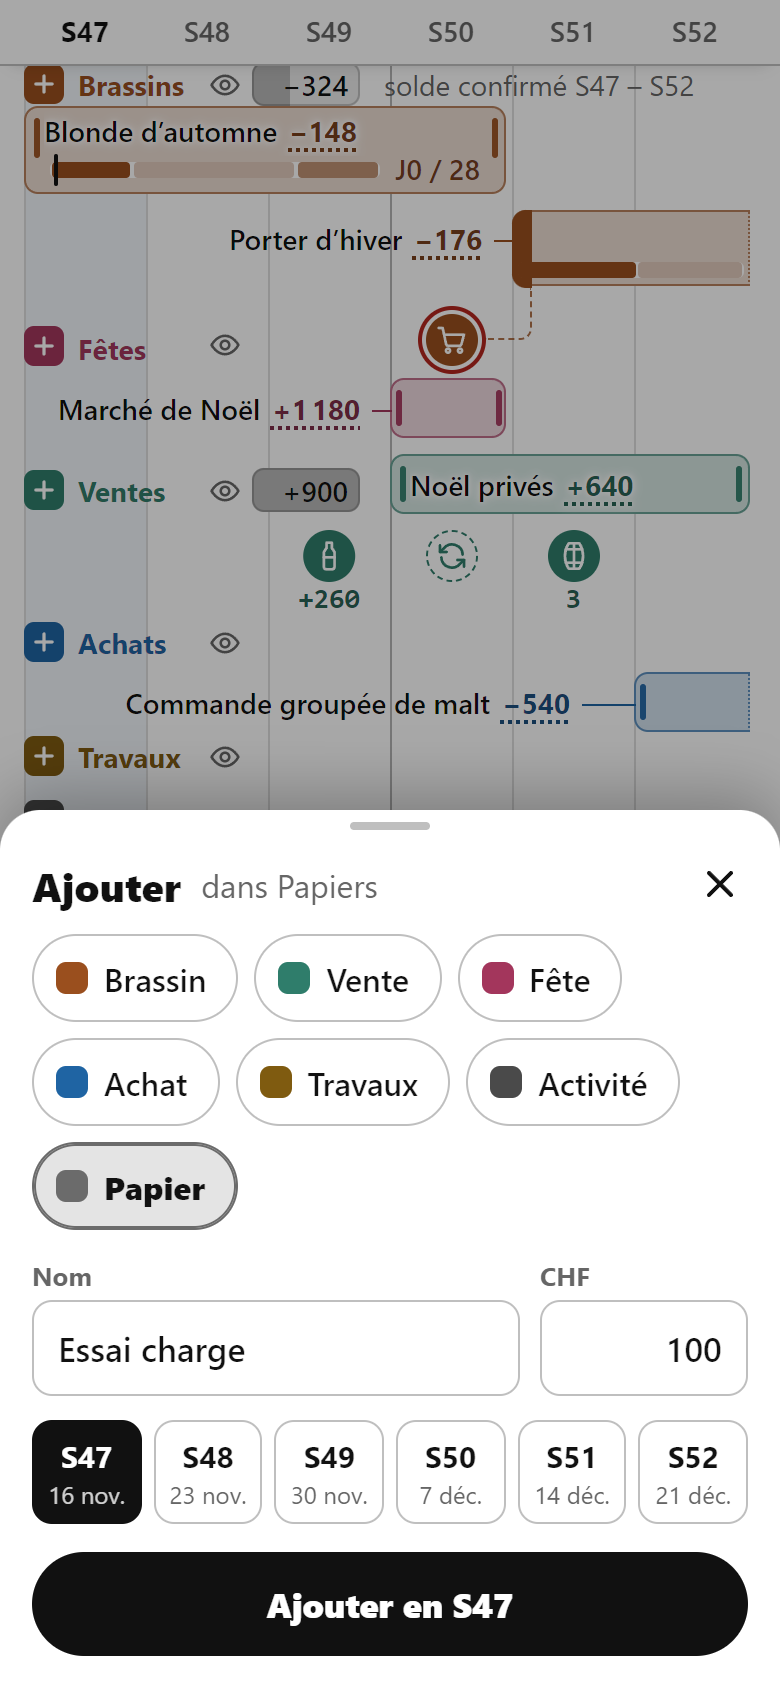 S47 S48 S49 S50 S51 S52
Brassins −324 solde confirmé S47 – S52
Blonde d’automne −148
J0 / 28
Porter d’hiver −176
Fêtes
Marché de Noël +1 180
Ventes +900 Noël privés +640
+260 3
Achats
Commande groupée de malt −540
Travaux
Ajouter dans Papiers
Brassin Vente Fête
Achat Travaux Activité
Papier
Nom CHF
Essai charge 100
S47 S48 S49 S50 S51 S52
16 nov. 23 nov. 30 nov. 7 déc. 14 déc. 21 déc.
Ajouter en S47